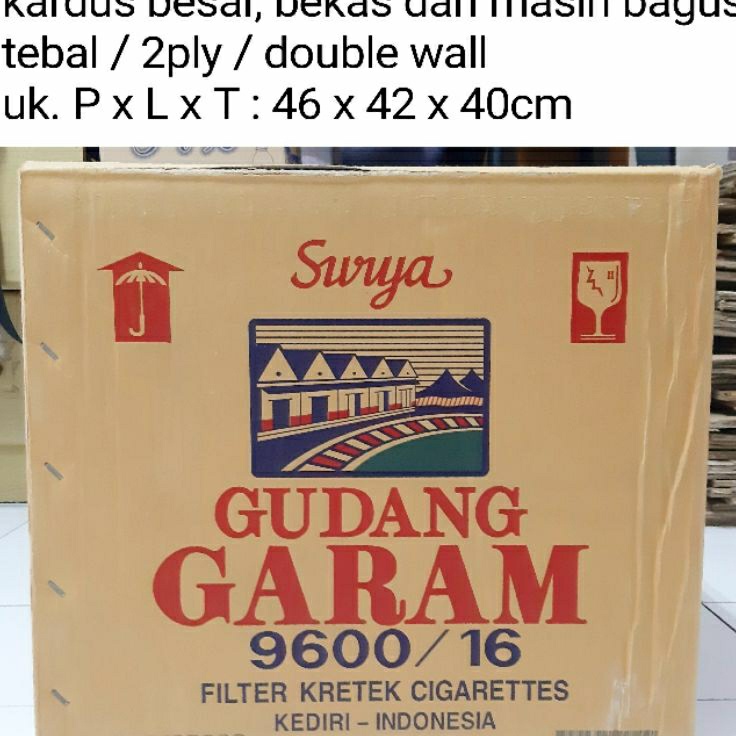 kardus besar, bekas dan masih bagus
tebal / 2ply / double wall
uk. P x L x T : 46 x 42 x 40cm
Surya
GUDANG
GARAM
9600/16
FILTER KRETEK CIGARETTES
KEDIRI – INDONESIA